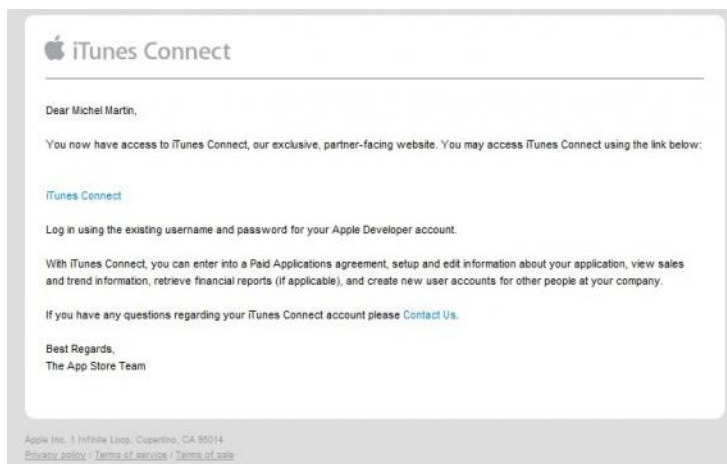 iTunes Connect
Dear Michel Martin,
You now have access to iTunes Connect, our exclusive, partner-facing website. You may access iTunes Connect using the link below:
iTunes Connect
Log in using the existing username and password for your Apple Developer account.
With iTunes Connect, you can enter into a Paid Applications agreement, setup and edit information about your application, view sales
and trend information, retrieve financial reports (if applicable), and create new user accounts for other people at your company.
If you have any questions regarding your iTunes Connect account please Contact Us.
Best Regards,
The App Store Team
Apple Inc. 1 Infinite Loop, Cupertino, CA 95014
Privacy policy / Terms of service / Terms of sale